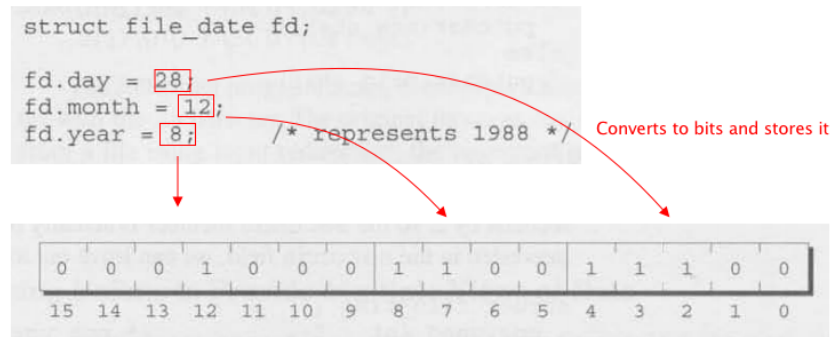 struct file_date fd;
fd.day = 28;
fd.month = 12;
fd.year = 8; /* represents 1988 */
Converts to bits and stores it
0 0 0 1 0 0 0 1 1 0 0 1 1 1 0 0
15 14 13 12 11 10 9 8 7 6 5 4 3 2 1 0